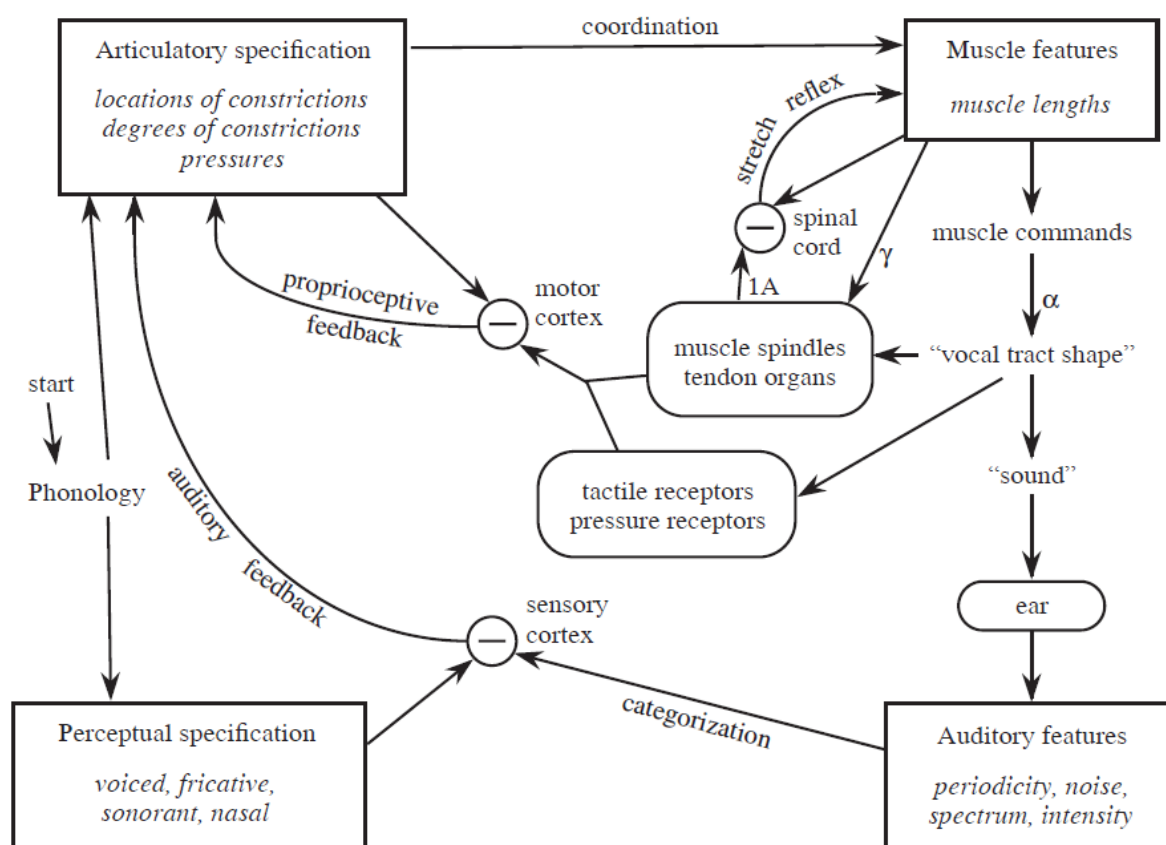 coordination
Articulatory specification
locations of constrictions
degrees of constrictions
pressures
Muscle features
muscle lengths
stretch reflex
spinal
cord
muscle commands
γ
1A
α
proprioceptive
feedback
motor
cortex
muscle spindles
tendon organs
“vocal tract shape”
start
Phonology
tactile receptors
pressure receptors
“sound”
auditory
feedback
ear
sensory
cortex
categorization
Perceptual specification
voiced, fricative,
sonorant, nasal
Auditory features
periodicity, noise,
spectrum, intensity